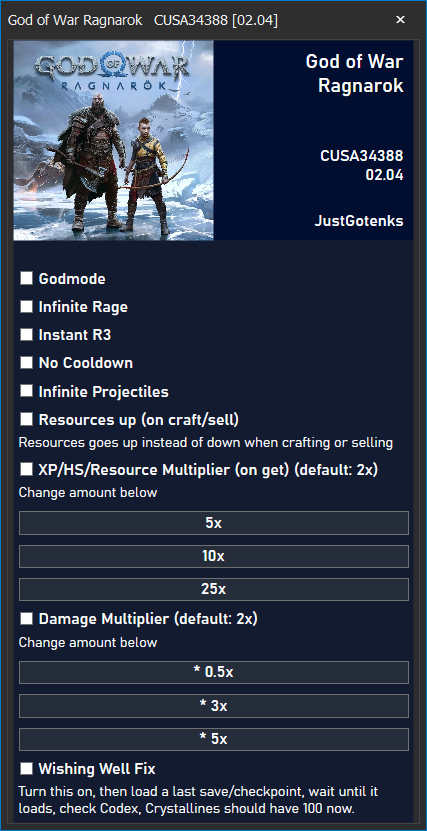 God of War Ragnarok   CUSA34388 [02.04]
GOD OF WAR
RAGNARÖK
God of War
Ragnarok
CUSA34388
02.04
JustGotenks
Godmode
Infinite Rage
Instant R3
No Cooldown
Infinite Projectiles
Resources up (on craft/sell)
Resources goes up instead of down when crafting or selling
XP/HS/Resource Multiplier (on get) (default: 2x)
Change amount below
5x
10x
25x
Damage Multiplier (default: 2x)
Change amount below
* 0.5x
* 3x
* 5x
Wishing Well Fix
Turn this on, then load a last save/checkpoint, wait until it
loads, check Codex, Crystallines should have 100 now.